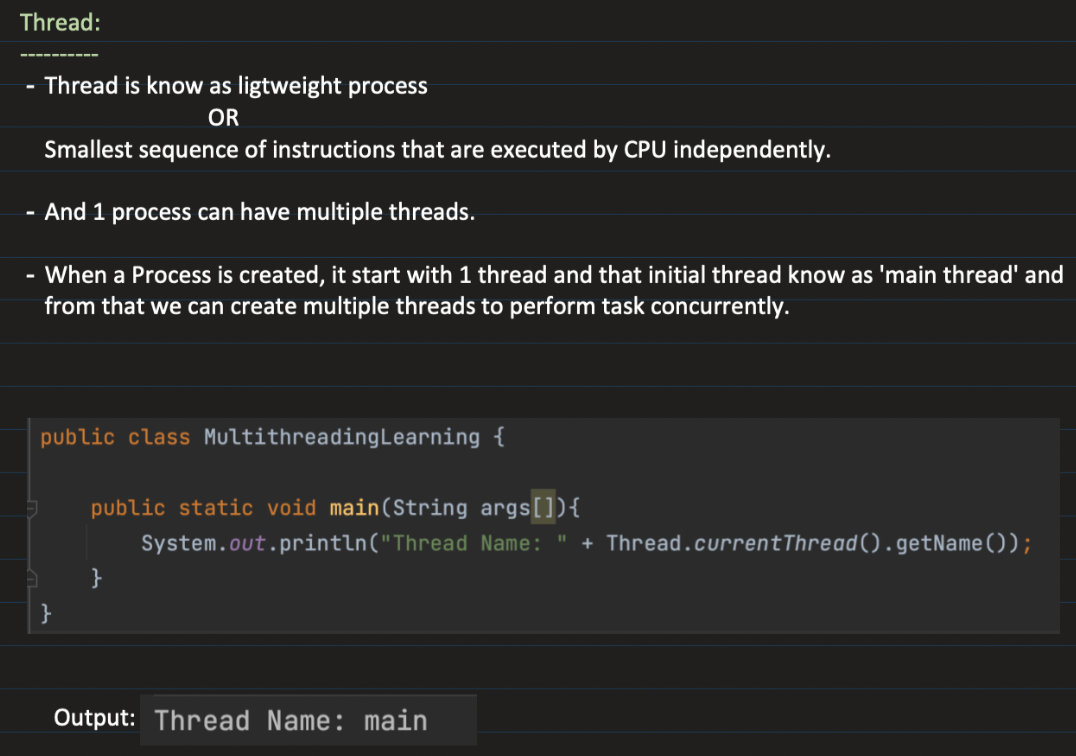 Thread:
----------
- Thread is know as ligtweight process
OR
Smallest sequence of instructions that are executed by CPU independently.
- And 1 process can have multiple threads.
- When a Process is created, it start with 1 thread and that initial thread know as 'main thread' and
from that we can create multiple threads to perform task concurrently.
public class MultithreadingLearning {
public static void main(String args[]){
System.out.println("Thread Name: " + Thread.currentThread().getName());
}
}
Output: Thread Name: main